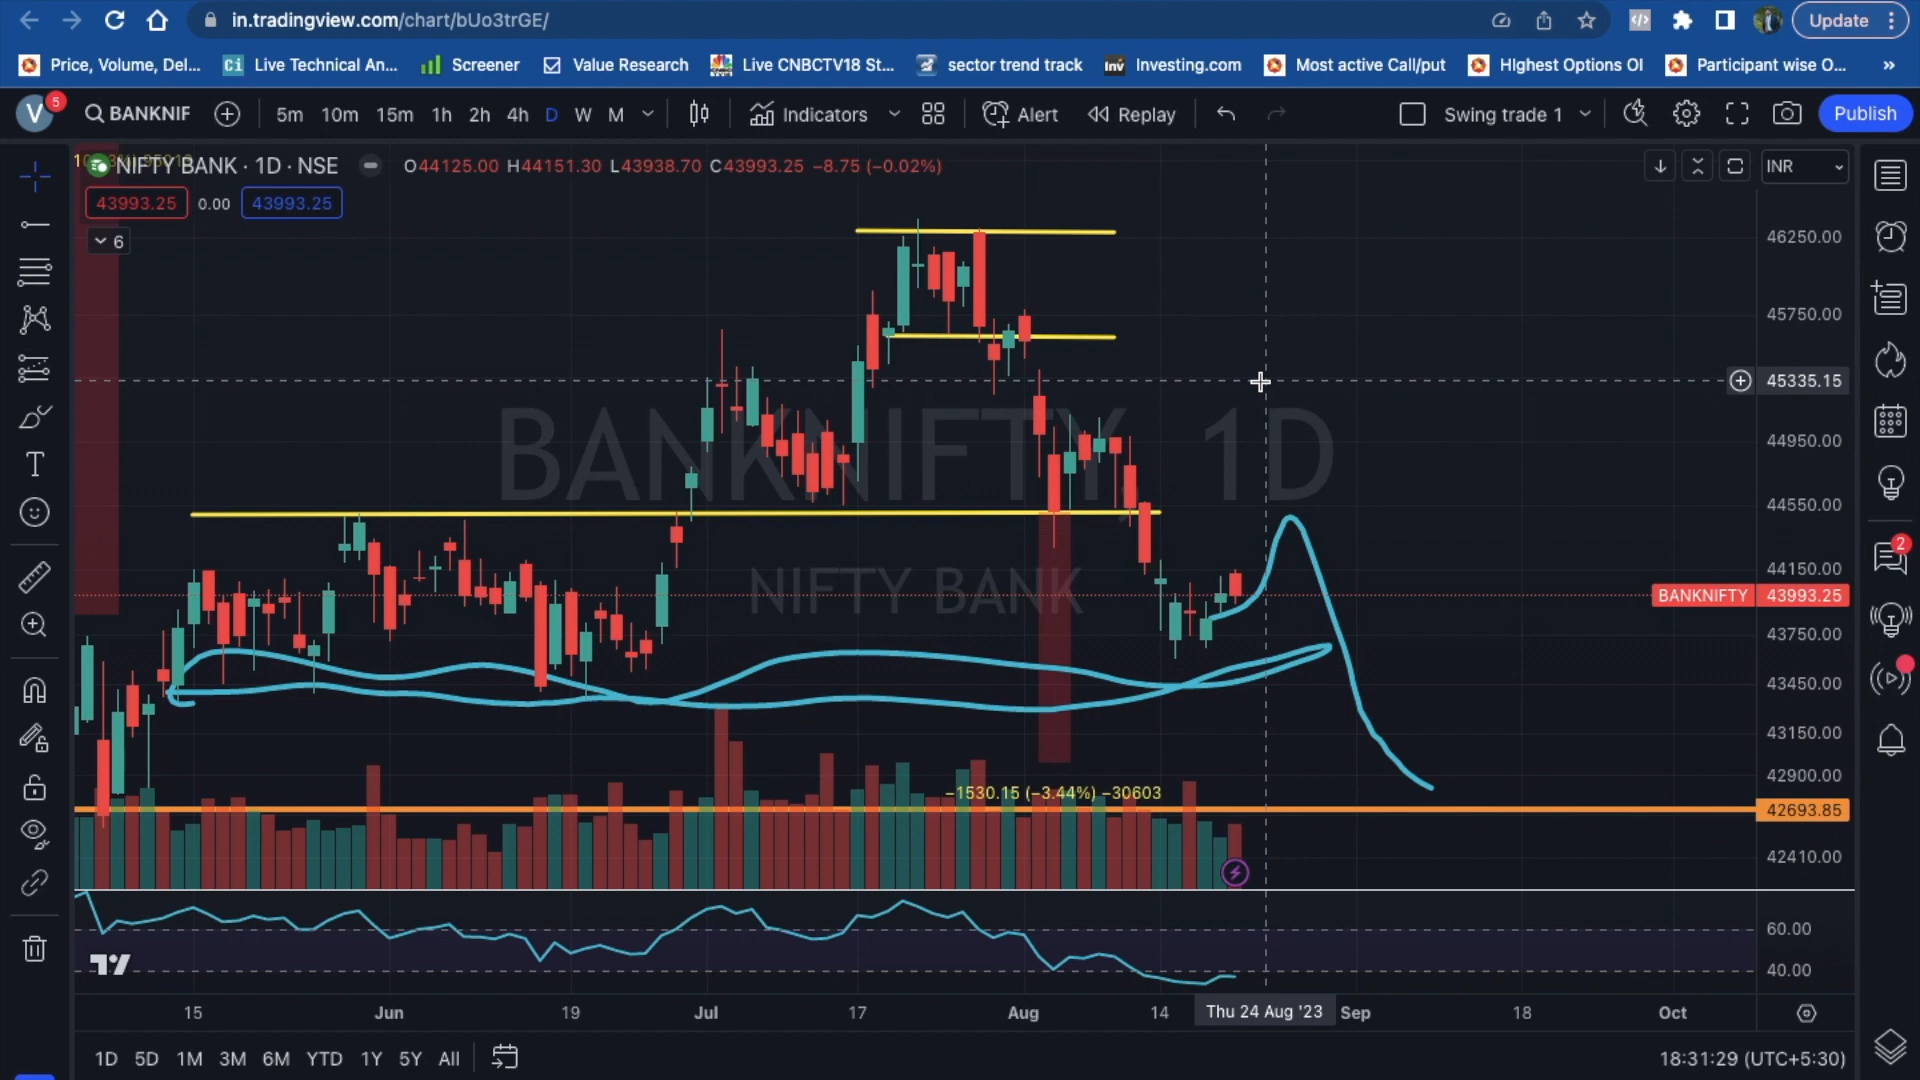 in.tradingview.com/chart/bUo3trGE/
Update
Price, Volume, Del...
Ci Live Technical An...
Screener
Value Research
Live CNBCTV18 St...
sector trend track
Inv Investing.com
Most active Call/put
HIghest Options OI
Participant wise O...
»
V 5
BANKNIF
5m 10m 15m 1h 2h 4h D W M
Indicators
Alert
Replay
Swing trade 1
Publish
NIFTY BANK · 1D · NSE
O44125.00 H44151.30 L43938.70 C43993.25 −8.75 (−0.02%)
INR
43993.25 0.00 43993.25
6
46250.00
45750.00
45335.15
BANKNIFTY, 1D
44950.00
44550.00
44150.00
NIFTY BANK
BANKNIFTY 43993.25
43750.00
43450.00
43150.00
42900.00
−1530.15 (−3.44%) −30603
42693.85
42410.00
60.00
40.00
2
15 Jun 19 Jul 17 Aug 14 Thu 24 Aug '23 Sep 18 Oct
1D 5D 1M 3M 6M YTD 1Y 5Y All
18:31:29 (UTC+5:30)